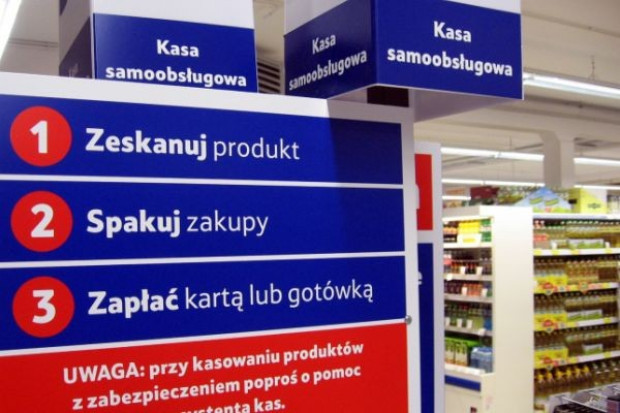 Kasa
samoobsługowa
Kasa
samoobsługowa
Kasa
samoobsługowa
1 Zeskanuj produkt
2 Spakuj zakupy
3 Zapłać kartą lub gotówką
UWAGA: przy kasowaniu produktów
z zabezpieczeniem poproś o pomoc
kas.